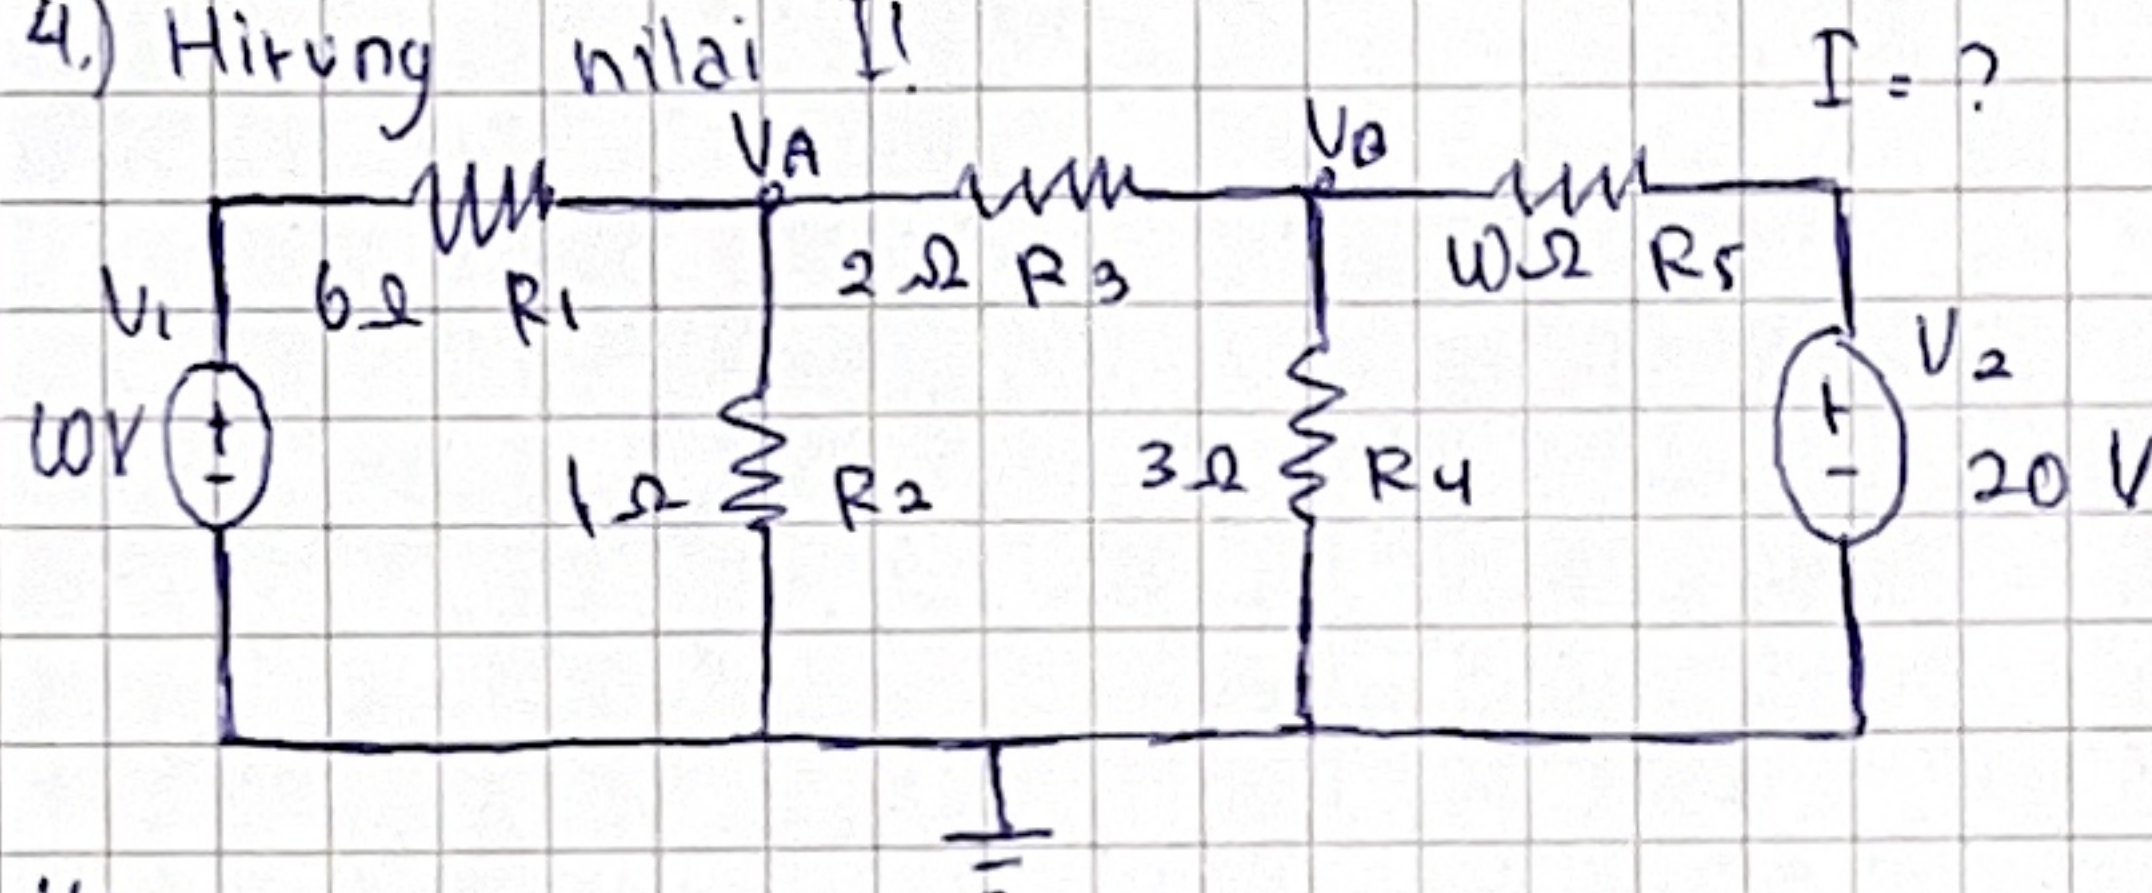 4.) Hitung nilai I!
I = ?
VA
VB
6Ω R1
2Ω R3
10Ω R5
V1
V2
10V
+
-
1Ω R2
3Ω R4
+
-
20 V